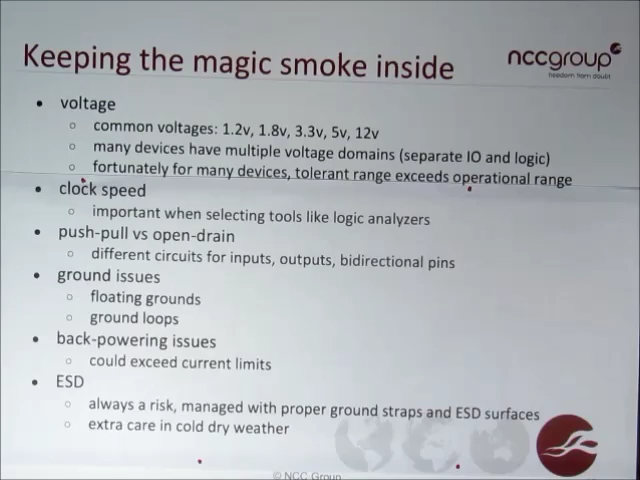 Keeping the magic smoke inside
nccgroup
freedom from doubt
• voltage
○ common voltages: 1.2v, 1.8v, 3.3v, 5v, 12v
○ many devices have multiple voltage domains (separate IO and logic)
○ fortunately for many devices, tolerant range exceeds operational range
• clock speed
○ important when selecting tools like logic analyzers
• push-pull vs open-drain
○ different circuits for inputs, outputs, bidirectional pins
• ground issues
○ floating grounds
○ ground loops
• back-powering issues
○ could exceed current limits
• ESD
○ always a risk, managed with proper ground straps and ESD surfaces
○ extra care in cold dry weather
© NCC Group